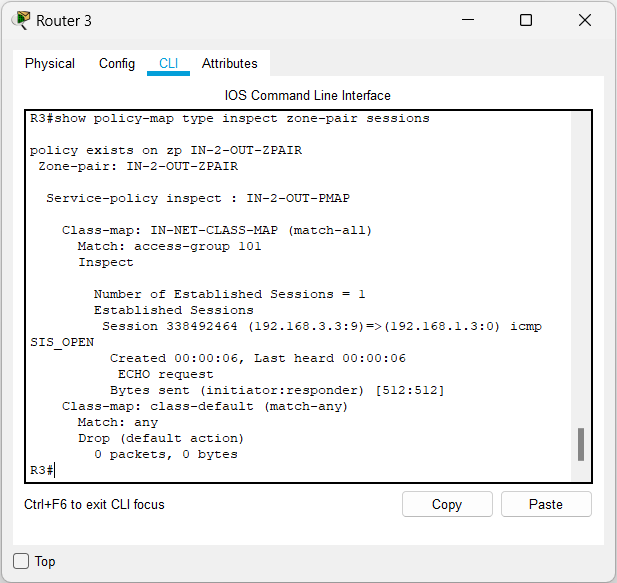 Router 3
Physical Config CLI Attributes
IOS Command Line Interface
R3#show policy-map type inspect zone-pair sessions
policy exists on zp IN-2-OUT-ZPAIR
Zone-pair: IN-2-OUT-ZPAIR
Service-policy inspect : IN-2-OUT-PMAP
Class-map: IN-NET-CLASS-MAP (match-all)
Match: access-group 101
Inspect
Number of Established Sessions = 1
Established Sessions
Session 338492464 (192.168.3.3:9)=>(192.168.1.3:0) icmp
SIS_OPEN
Created 00:00:06, Last heard 00:00:06
ECHO request
Bytes sent (initiator:responder) [512:512]
Class-map: class-default (match-any)
Match: any
Drop (default action)
0 packets, 0 bytes
R3#
Ctrl+F6 to exit CLI focus Copy Paste
Top